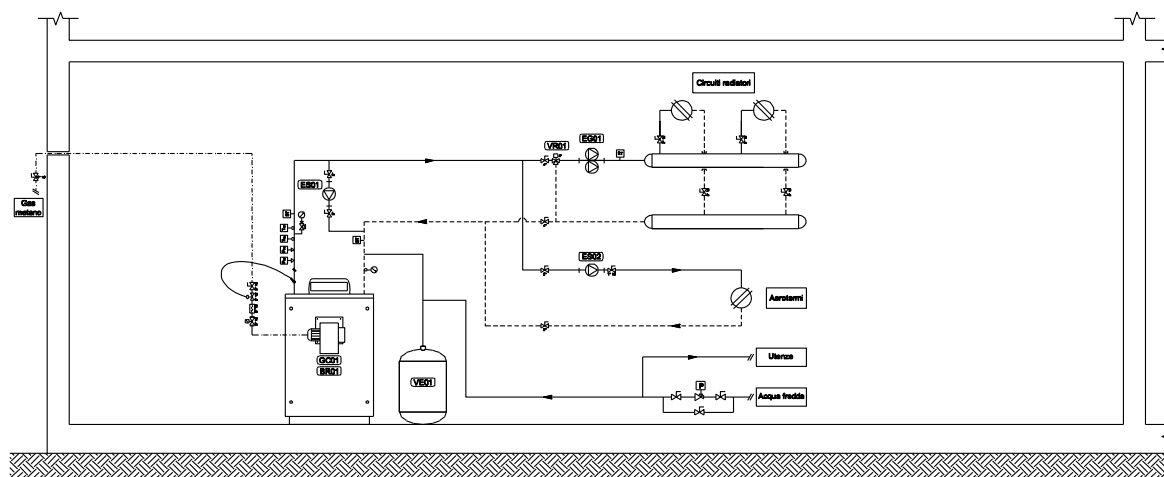 Circuiti radiatori
EG01
VR01
ES01
Gas
metano
ES02
Aerotermi
GC01
BR01
VE01
Utenze
P
Acqua fredda